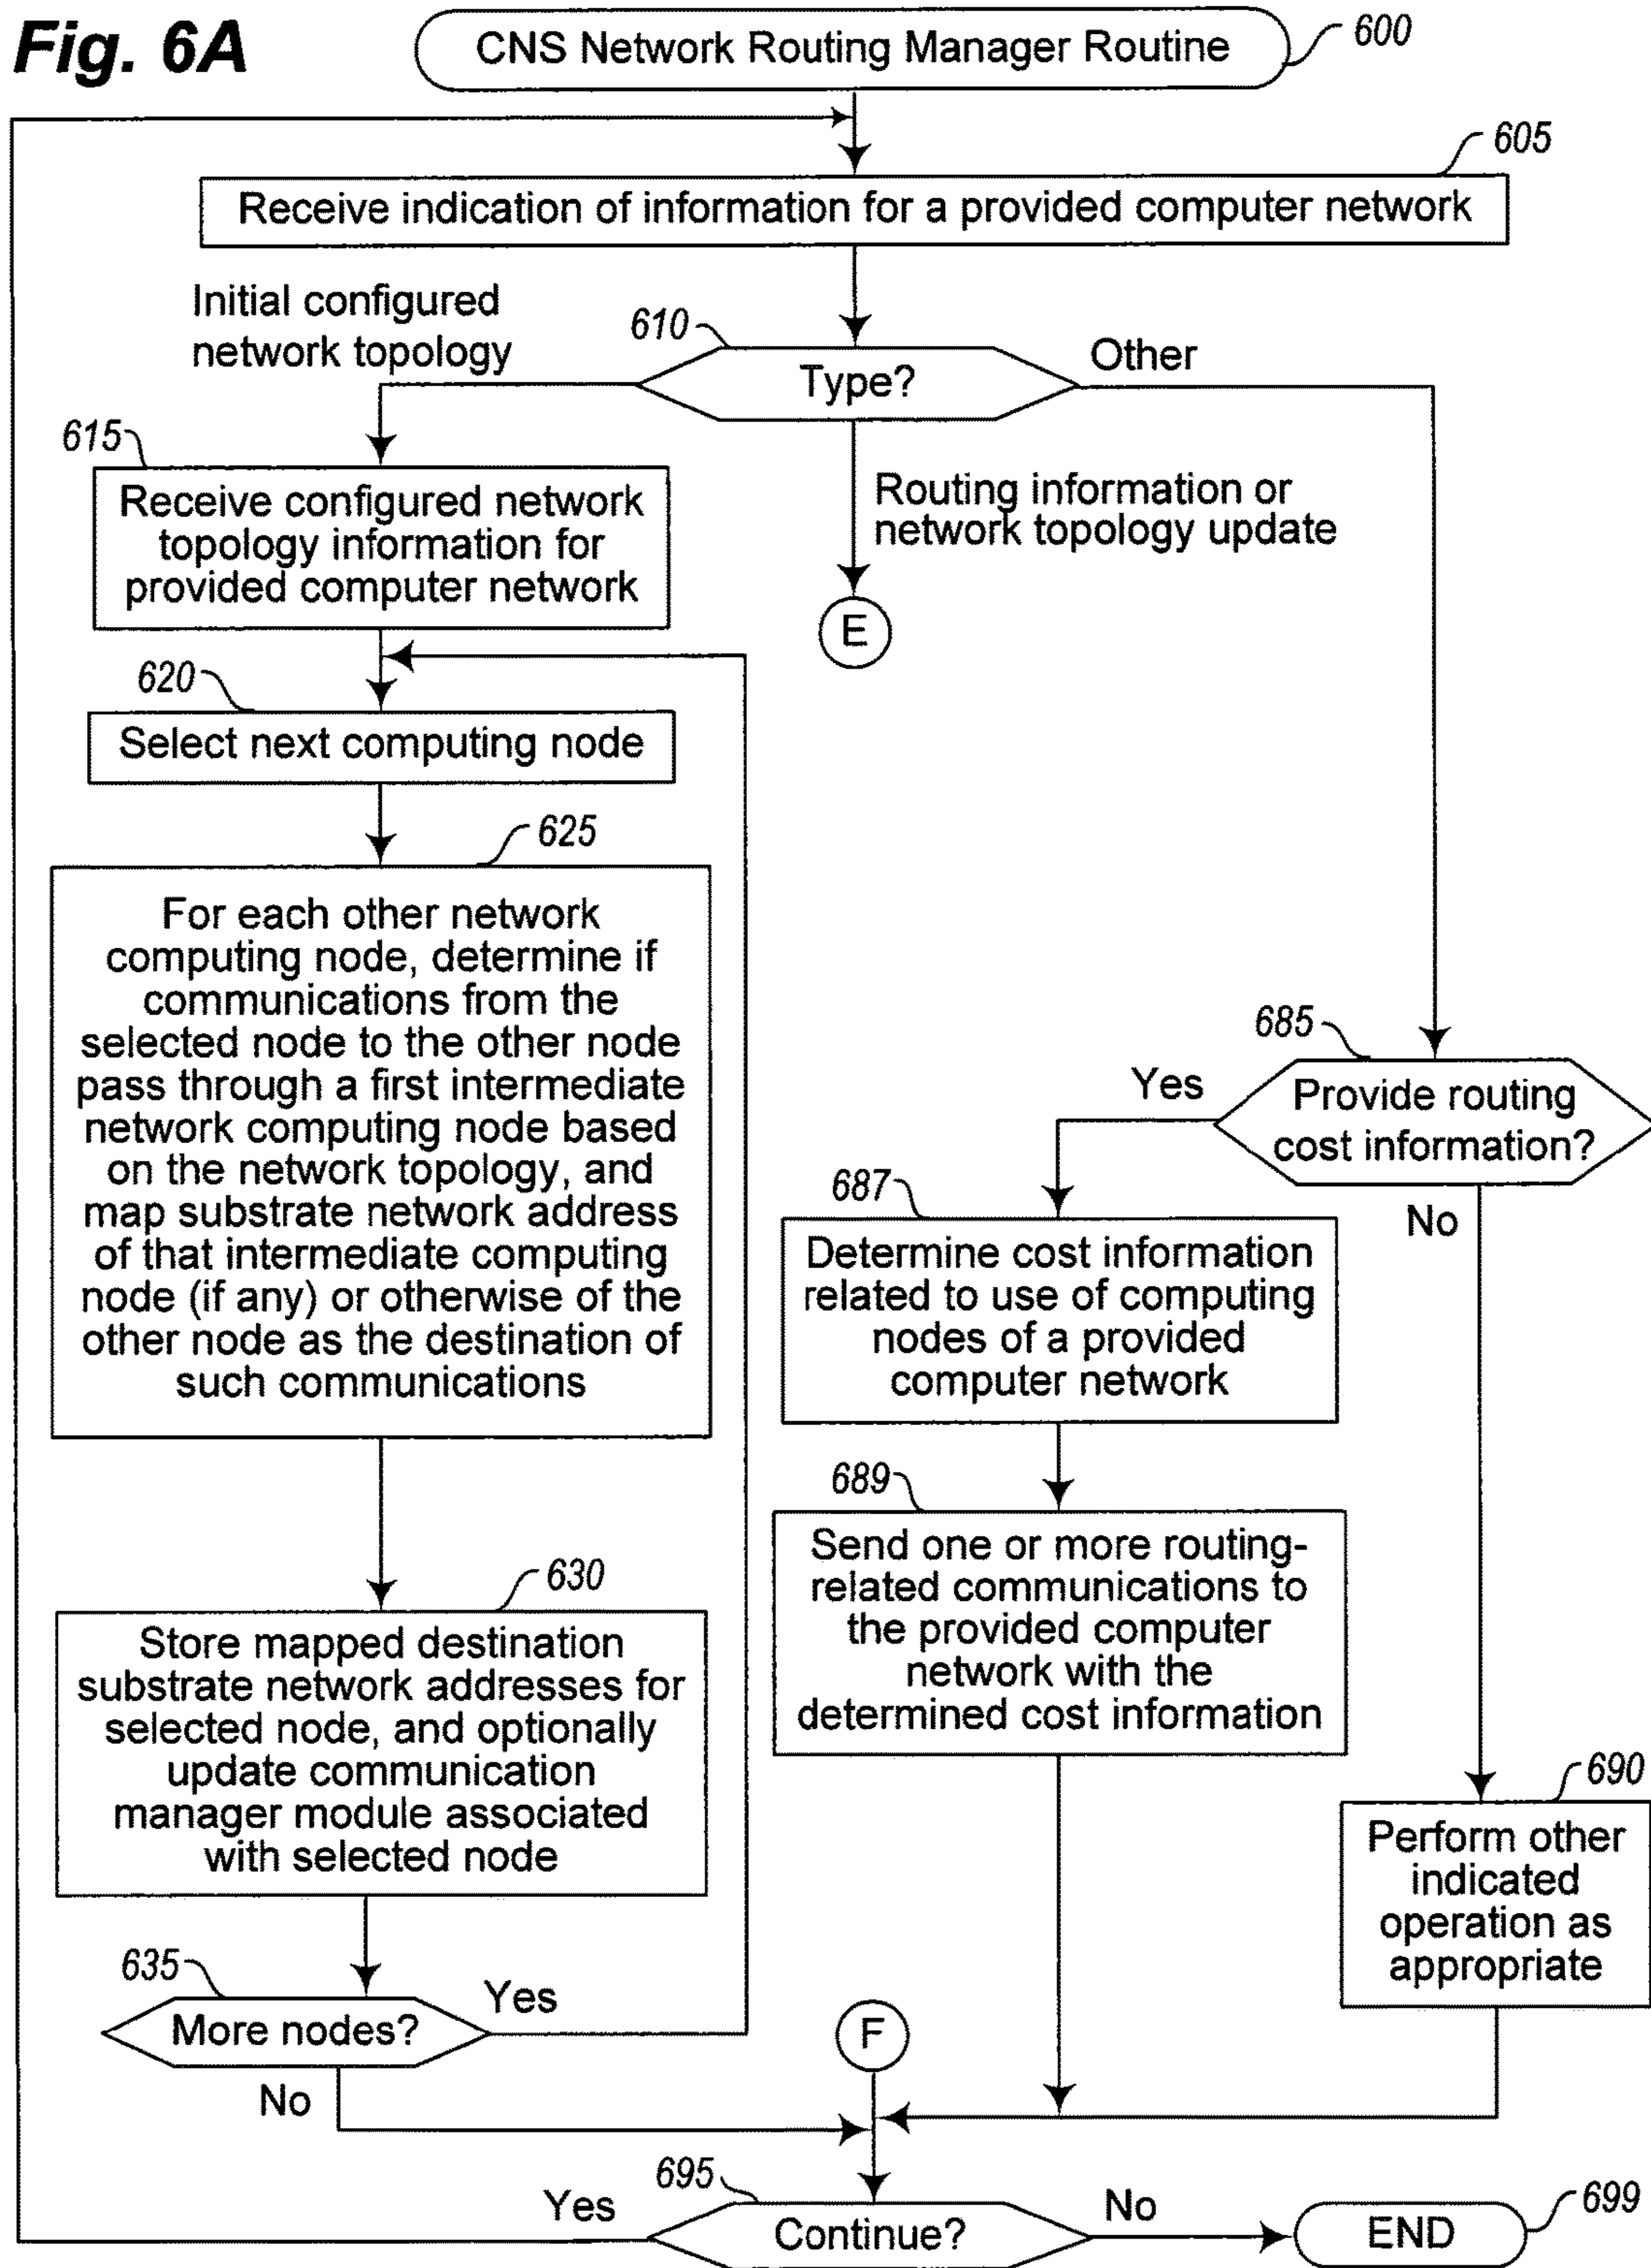 Fig. 6A
CNS Network Routing Manager Routine
600
605
Receive indication of information for a provided computer network
Initial configured
network topology
610
Type?
Other
615
Receive configured network
topology information for
provided computer network
Routing information or
network topology update
E
620
Select next computing node
625
For each other network
computing node, determine if
communications from the
selected node to the other node
pass through a first intermediate
network computing node based
on the network topology, and
map substrate network address
of that intermediate computing
node (if any) or otherwise of the
other node as the destination of
such communications
685
Yes
Provide routing
cost information?
No
687
Determine cost information
related to use of computing
nodes of a provided
computer network
689
Send one or more routing-
related communications to
the provided computer
network with the
determined cost information
630
Store mapped destination
substrate network addresses for
selected node, and optionally
update communication
manager module associated
with selected node
690
Perform other
indicated
operation as
appropriate
635
More nodes?
Yes
No
F
695
Yes
Continue?
No
END
699